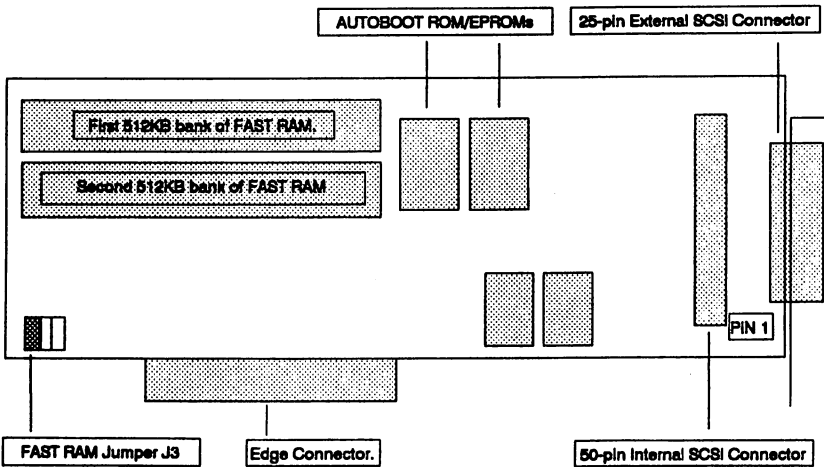 AUTOBOOT ROM/EPROMs
25-pin External SCSI Connector
First 512KB bank of FAST RAM.
Second 512KB bank of FAST RAM
PIN 1
FAST RAM Jumper J3
Edge Connector.
50-pin Internal SCSI Connector